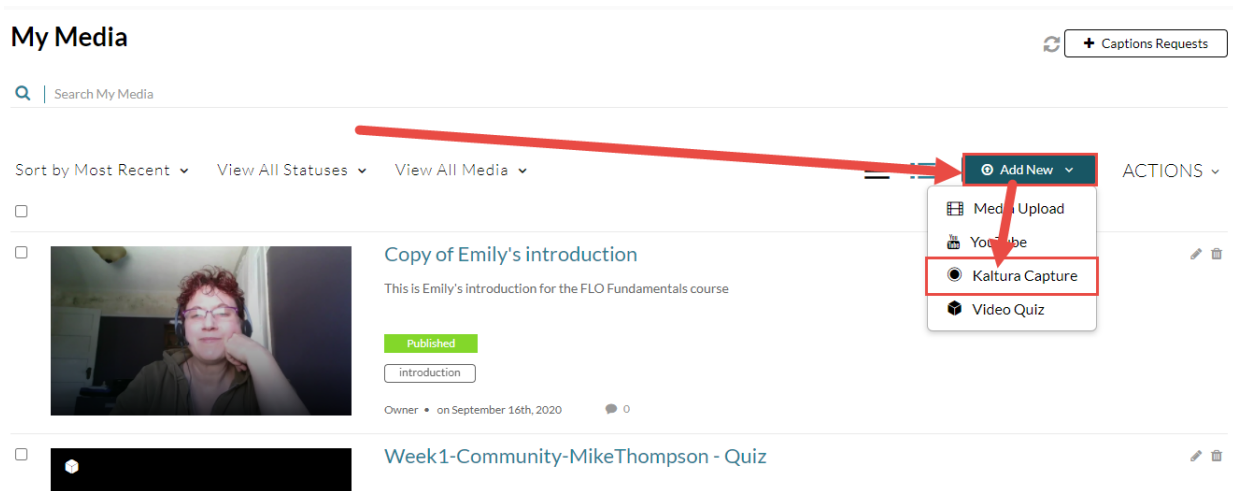 My Media
+ Captions Requests
Search My Media
Sort by Most Recent View All Statuses View All Media Add New ACTIONS
Media Upload
YouTube
Kaltura Capture
Video Quiz
Copy of Emily's introduction
This is Emily's introduction for the FLO Fundamentals course
Published
introduction
Owner • on September 16th, 2020 0
Week1-Community-MikeThompson - Quiz